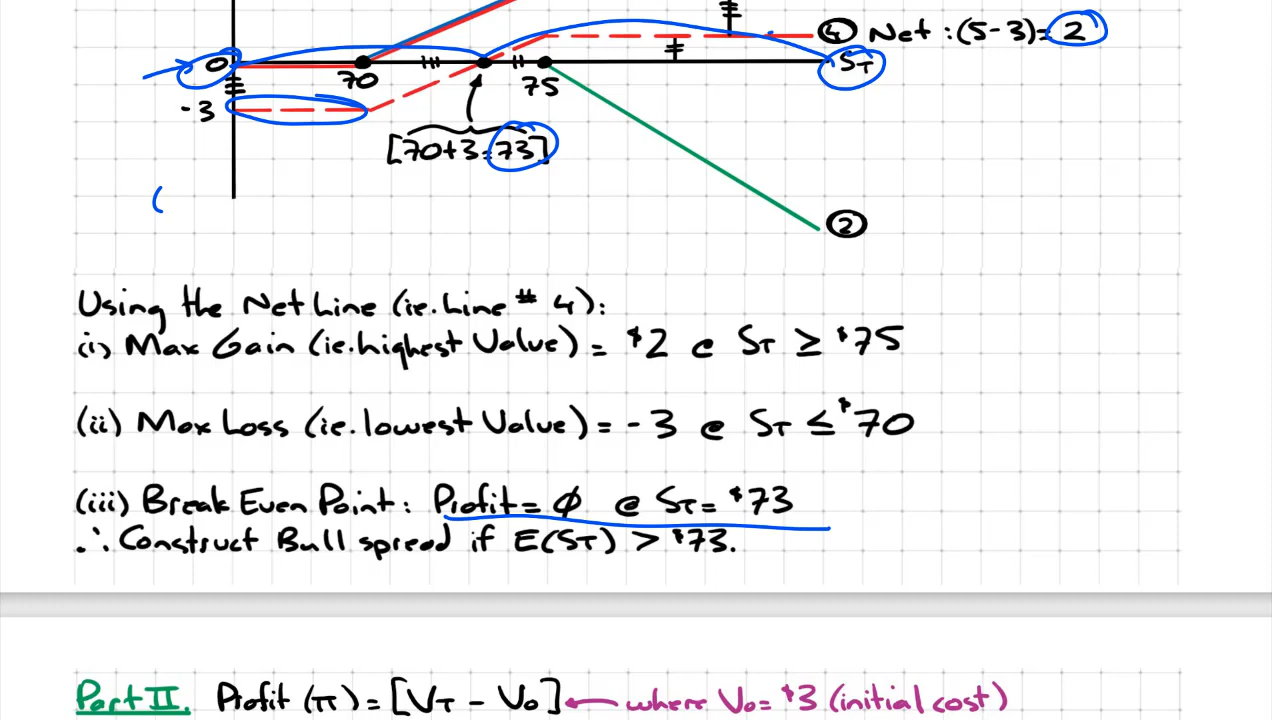 ④ Net : (5-3)= 2
0
70
75
ST
-3
[70+3=73]
②
Using the Net Line (ie. Line # 4):
(i) Max Gain (ie. highest Value) = $2 @ ST ≥ $75
(ii) Max Loss (ie. lowest Value) = -3 @ ST ≤ $70
(iii) Break Even Point: Profit = ø @ ST = $73
∴ Construct Bull spread if E(ST) > $73.
Part II. Profit (π) = [VT - V0] ← where V0 = $3 (initial cost)